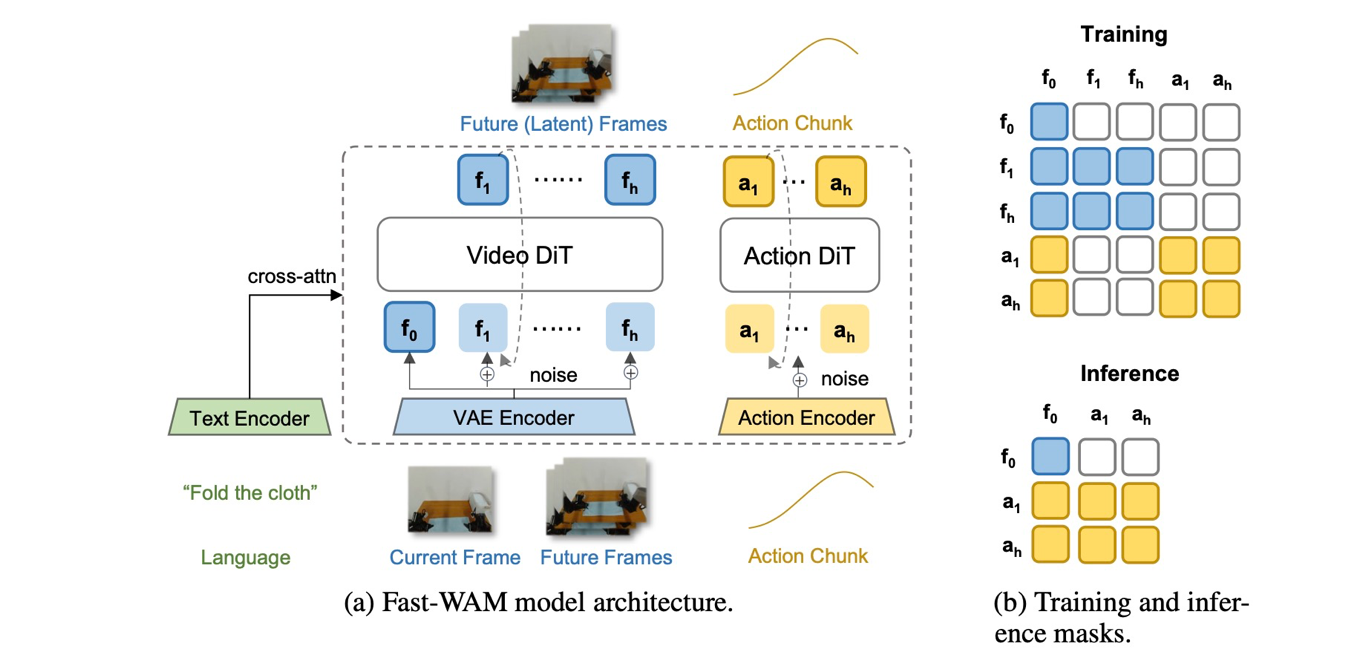 Future (Latent) Frames
Action Chunk
f1 ...... fh
a1 ... ah
Video DiT
Action DiT
cross-attn
f0 f1 ...... fh
a1 ... ah
noise
noise
Text Encoder
VAE Encoder
Action Encoder
“Fold the cloth”
Language
Current Frame
Future Frames
Action Chunk
(a) Fast-WAM model architecture.
Training
f0 f1 fh a1 ah
f0
f1
fh
a1
ah
Inference
f0 a1 ah
f0
a1
ah
(b) Training and infer-
ence masks.